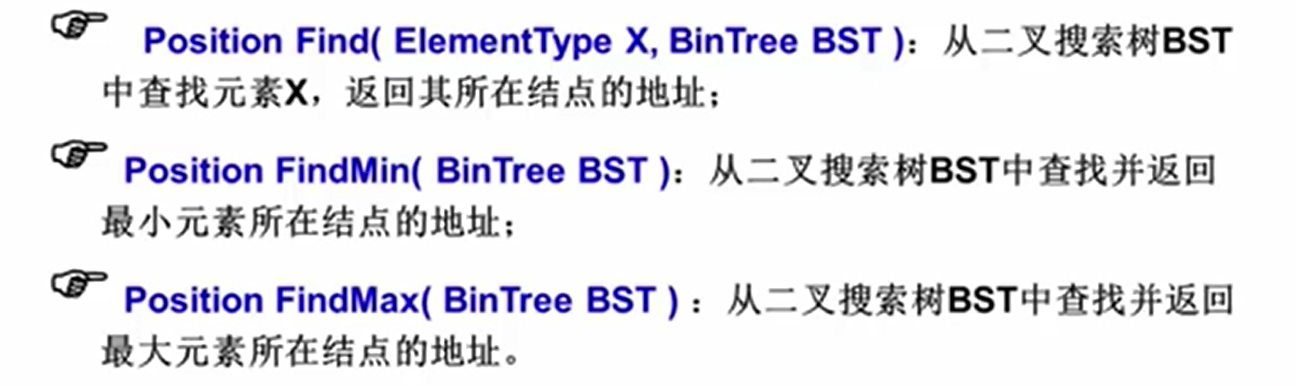 Position Find( ElementType X, BinTree BST ): 从二叉搜索树BST
中查找元素X，返回其所在结点的地址；
Position FindMin( BinTree BST ): 从二叉搜索树BST中查找并返回
最小元素所在结点的地址；
Position FindMax( BinTree BST ) : 从二叉搜索树BST中查找并返回
最大元素所在结点的地址。